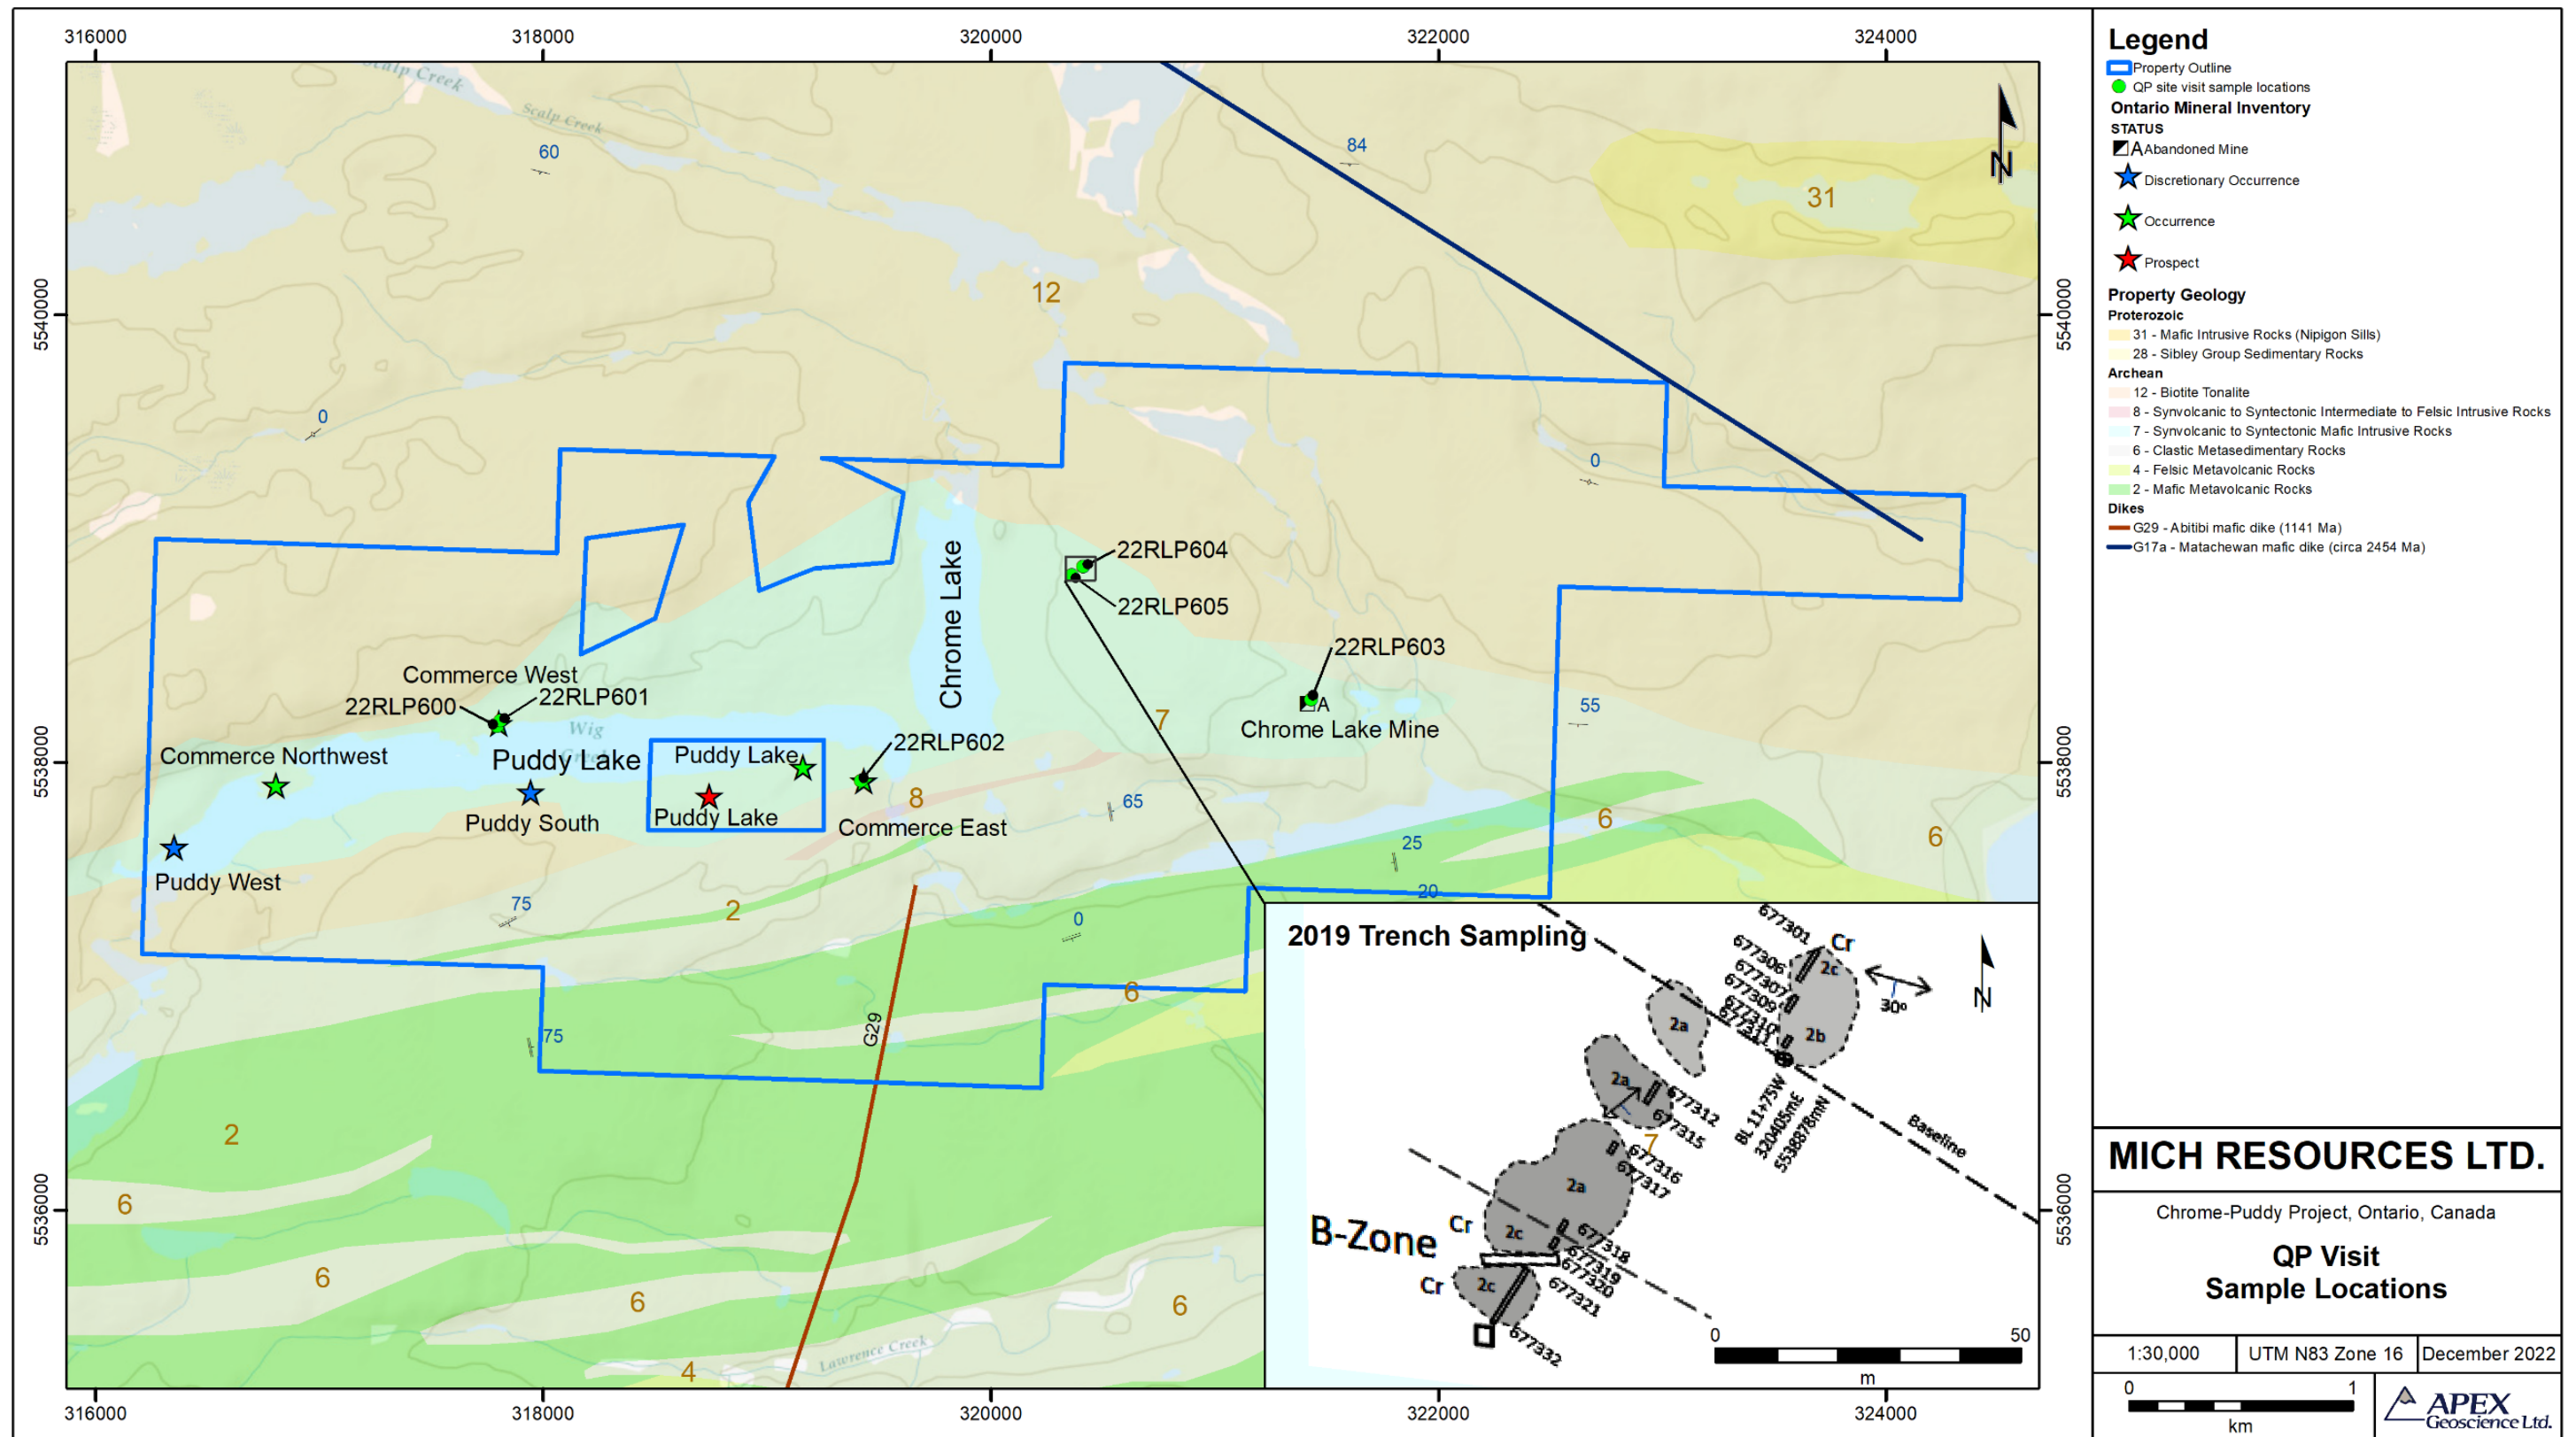 316000
318000
320000
322000
324000
Scalp Creek
Scalp Creek
60
84
31
12
5540000
5540000
0
0
Chrome Lake
22RLP604
22RLP605
22RLP603
A
Chrome Lake Mine
Commerce West
22RLP600
22RLP601
Wig
Creek
Puddy Lake
Commerce Northwest
Puddy Lake
Puddy Lake
22RLP602
Commerce East
Puddy South
Puddy West
5538000
5538000
7
55
8
65
6
6
25
20
75
2
0
6
75
G29
2
6
6
6
6
4
Lawrence Creek
5536000
5536000
316000
318000
320000
322000
324000
N
2019 Trench Sampling
677301
677306
677307
677309
677310
677311
Cr
2c
2b
30º
N
2a
2a
677312
677315
BL 11+75W
320405mE
5538878mN
Baseline
7
677316
677317
2a
Cr
2c
677318
677319
677320
677321
B-Zone
Cr
2c
677332
0
50
m
Legend
Property Outline
QP site visit sample locations
Ontario Mineral Inventory
STATUS
A Abandoned Mine
Discretionary Occurrence
Occurrence
Prospect
Property Geology
Proterozoic
31 - Mafic Intrusive Rocks (Nipigon Sills)
28 - Sibley Group Sedimentary Rocks
Archean
12 - Biotite Tonalite
8 - Synvolcanic to Syntectonic Intermediate to Felsic Intrusive Rocks
7 - Synvolcanic to Syntectonic Mafic Intrusive Rocks
6 - Clastic Metasedimentary Rocks
4 - Felsic Metavolcanic Rocks
2 - Mafic Metavolcanic Rocks
Dikes
G29 - Abitibi mafic dike (1141 Ma)
G17a - Matachewan mafic dike (circa 2454 Ma)
MICH RESOURCES LTD.
Chrome-Puddy Project, Ontario, Canada
QP Visit
Sample Locations
1:30,000
UTM N83 Zone 16
December 2022
0
1
km
APEX
Geoscience Ltd.